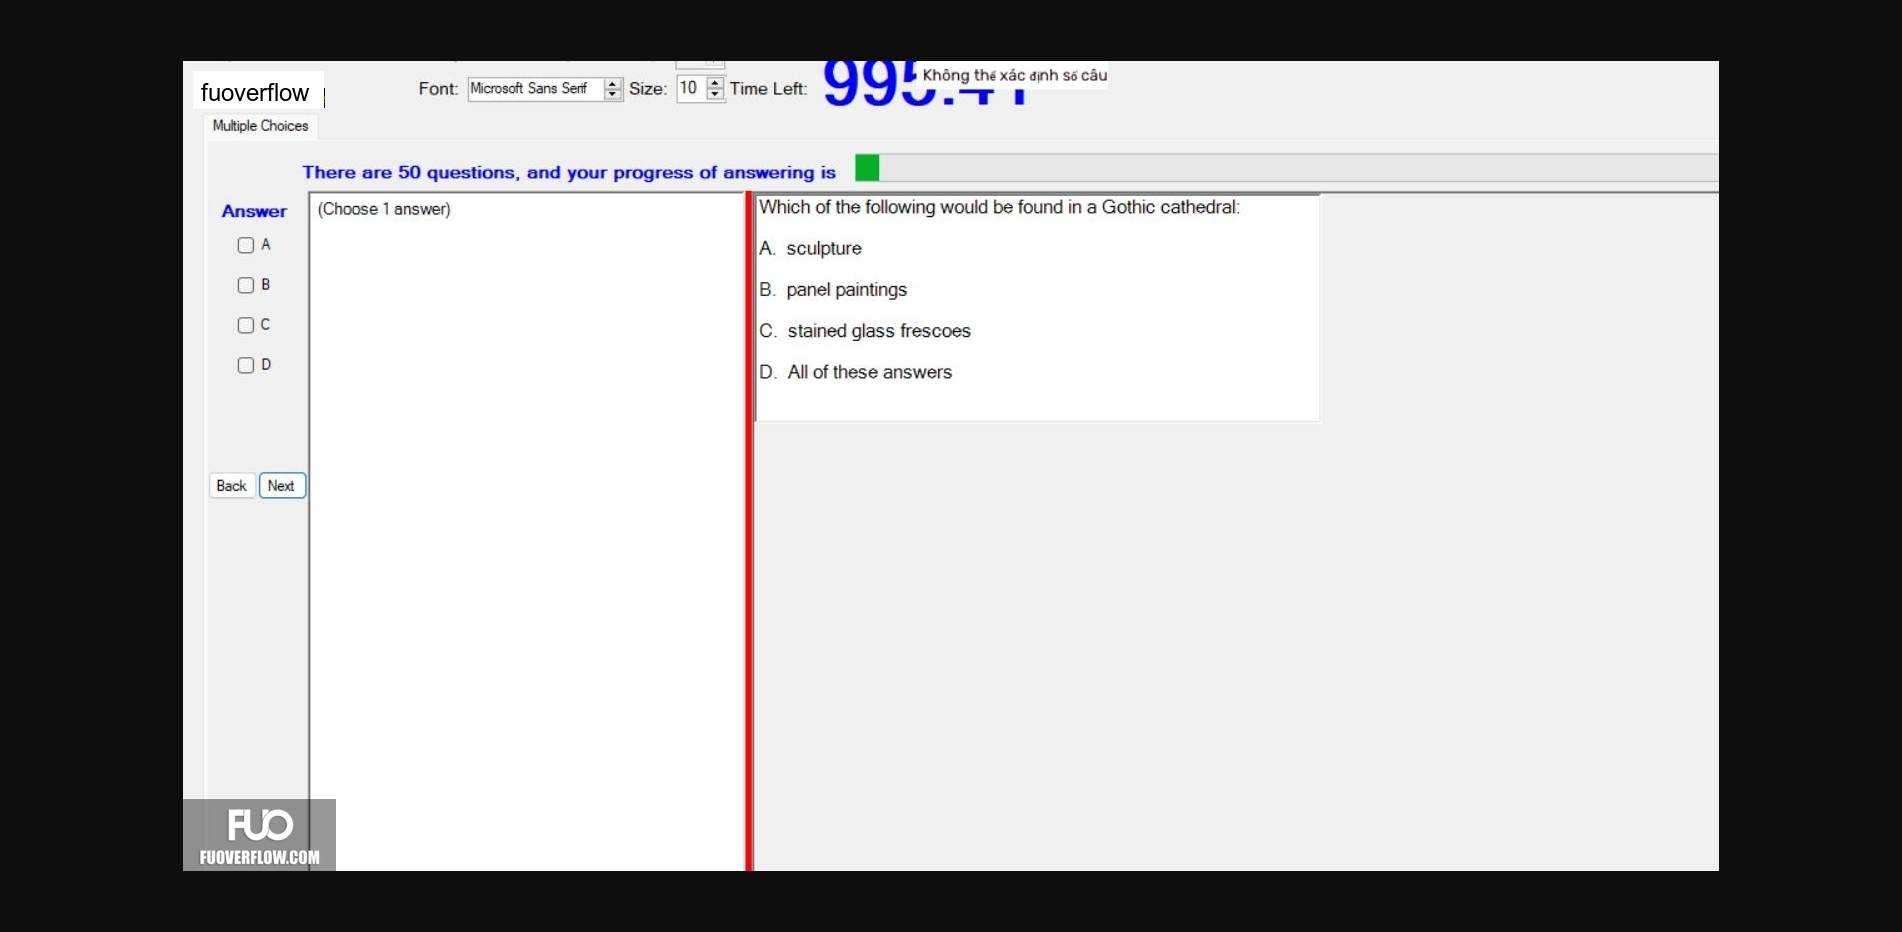 fuoverflow
Font: Microsoft Sans Serif Size: 10 Time Left:
Không thể xác định số câu
Multiple Choices
There are 50 questions, and your progress of answering is
Answer
A
B
C
D
Back Next
(Choose 1 answer)
Which of the following would be found in a Gothic cathedral:
A. sculpture
B. panel paintings
C. stained glass frescoes
D. All of these answers
FUO
FUOVERFLOW.COM